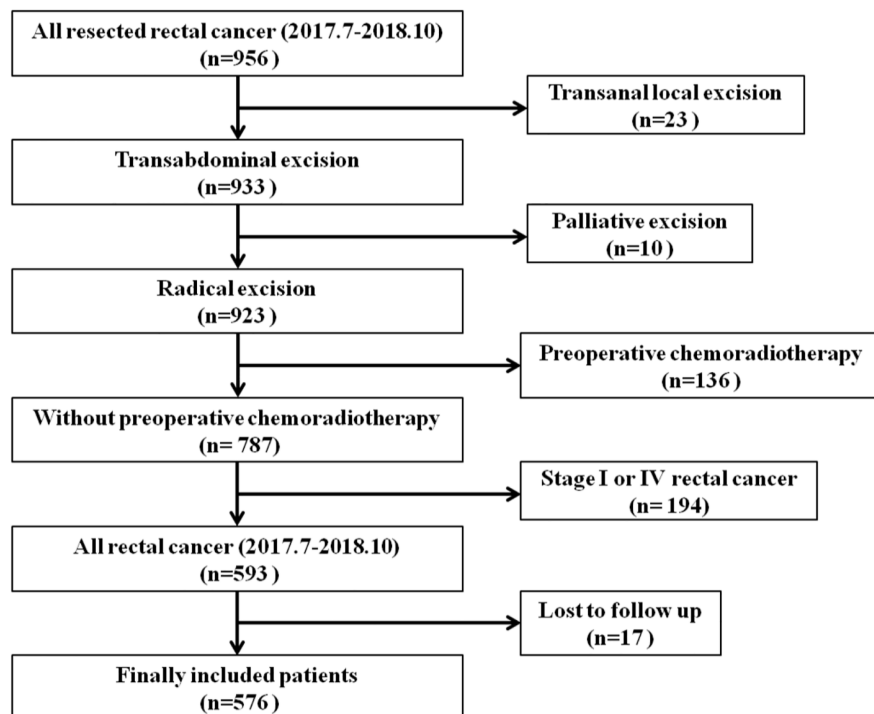 All resected rectal cancer (2017.7-2018.10)
(n=956)
Transanal local excision
(n=23 )
Transabdominal excision
(n=933 )
Palliative excision
(n=10)
Radical excision
(n=923 )
Preoperative chemoradiotherapy
(n=136 )
Without preoperative chemoradiotherapy
(n= 787)
Stage I or IV rectal cancer
(n= 194)
All rectal cancer (2017.7-2018.10)
(n=593 )
Lost to follow up
(n=17 )
Finally included patients
(n=576 )